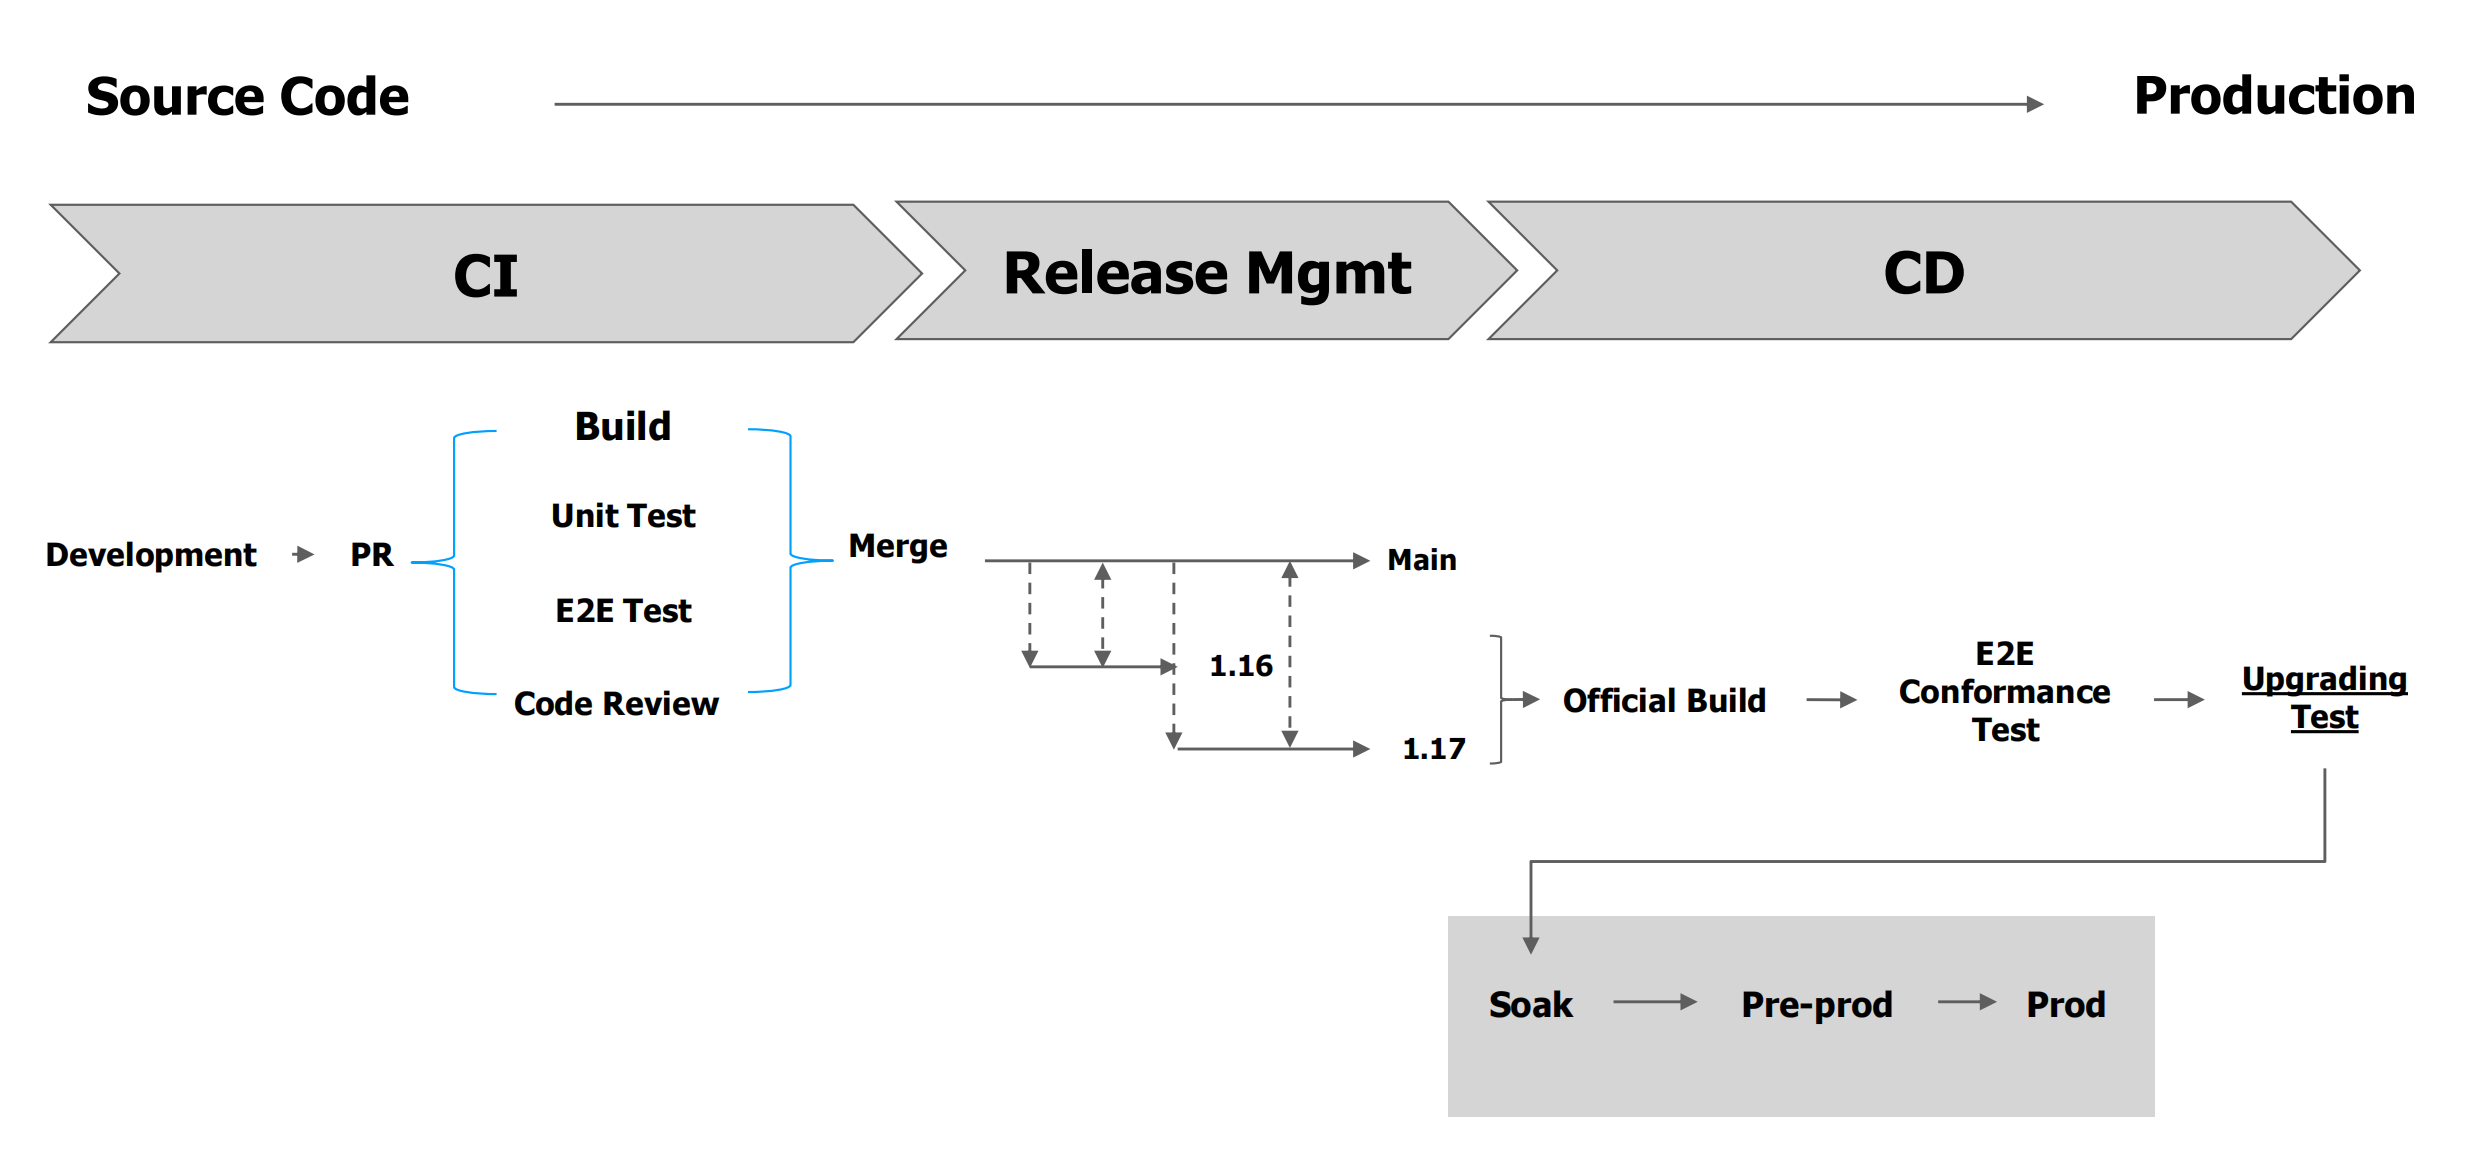 Source Code
Production
CI
Release Mgmt
CD
Development
PR
Build
Unit Test
E2E Test
Code Review
Merge
Main
1.16
1.17
Official Build
E2E
Conformance
Test
Upgrading
Test
Soak
Pre-prod
Prod